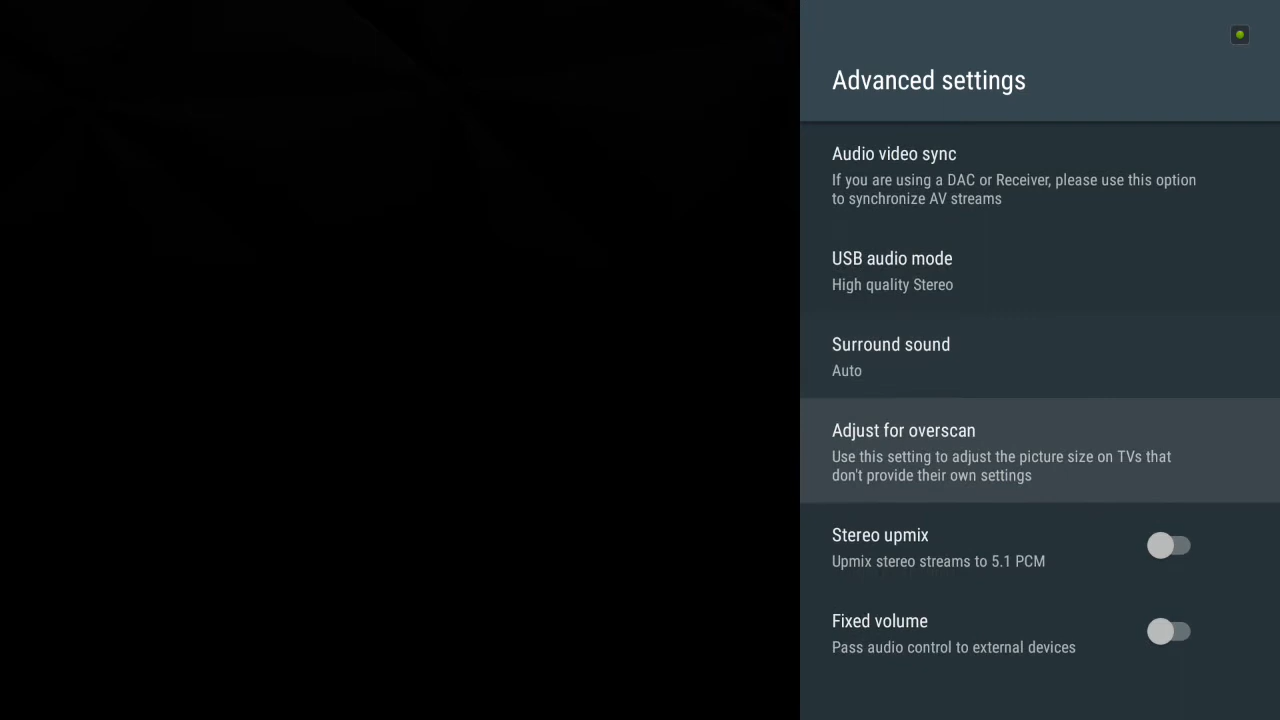 Advanced settings
Audio video sync
If you are using a DAC or Receiver, please use this option
to synchronize AV streams
USB audio mode
High quality Stereo
Surround sound
Auto
Adjust for overscan
Use this setting to adjust the picture size on TVs that
don't provide their own settings
Stereo upmix
Upmix stereo streams to 5.1 PCM
Fixed volume
Pass audio control to external devices